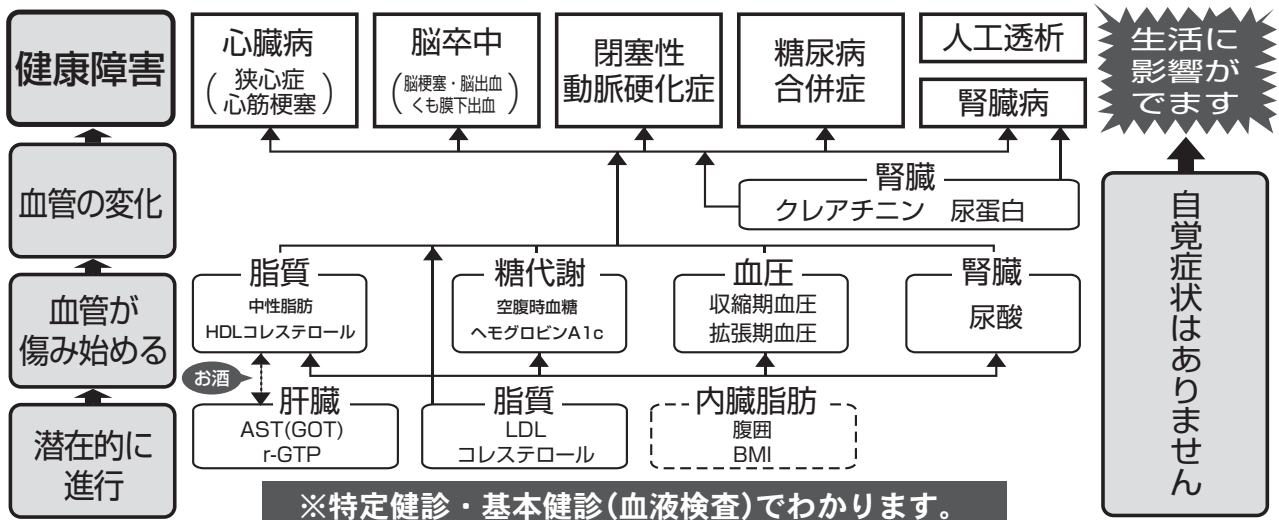 健康障害
心臓病
(狭心症
心筋梗塞)
脳卒中
(脳梗塞・脳出血
くも膜下出血)
閉塞性
動脈硬化症
糖尿病
合併症
人工透析
腎臓病
生活に
影響が
でます
血管の変化
腎臓
クレアチニン 尿蛋白
血管が
傷み始める
脂質
中性脂肪
HDLコレステロール
糖代謝
空腹時血糖
ヘモグロビンA1c
血圧
収縮期血圧
拡張期血圧
腎臓
尿酸
お酒
潜在的に
進行
肝臓
AST(GOT)
r-GTP
脂質
LDL
コレステロール
内臓脂肪
腹囲
BMI
自覚症状はありません
※特定健診・基本健診(血液検査)でわかります。